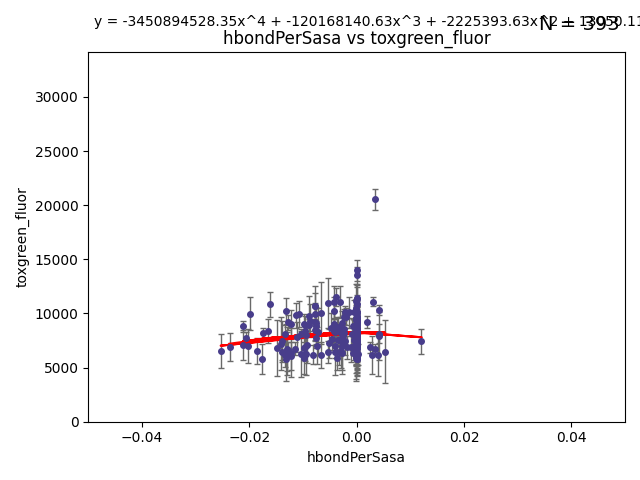 y = -3450894528.35x^4 + -120168140.63x^3 + -2225393.63x^2 +
N = 393
hbondPerSasa vs toxgreen_fluor
30000
25000
20000
15000
10000
5000
0
toxgreen_fluor
-0.04 -0.02 0.00 0.02 0.04
hbondPerSasa